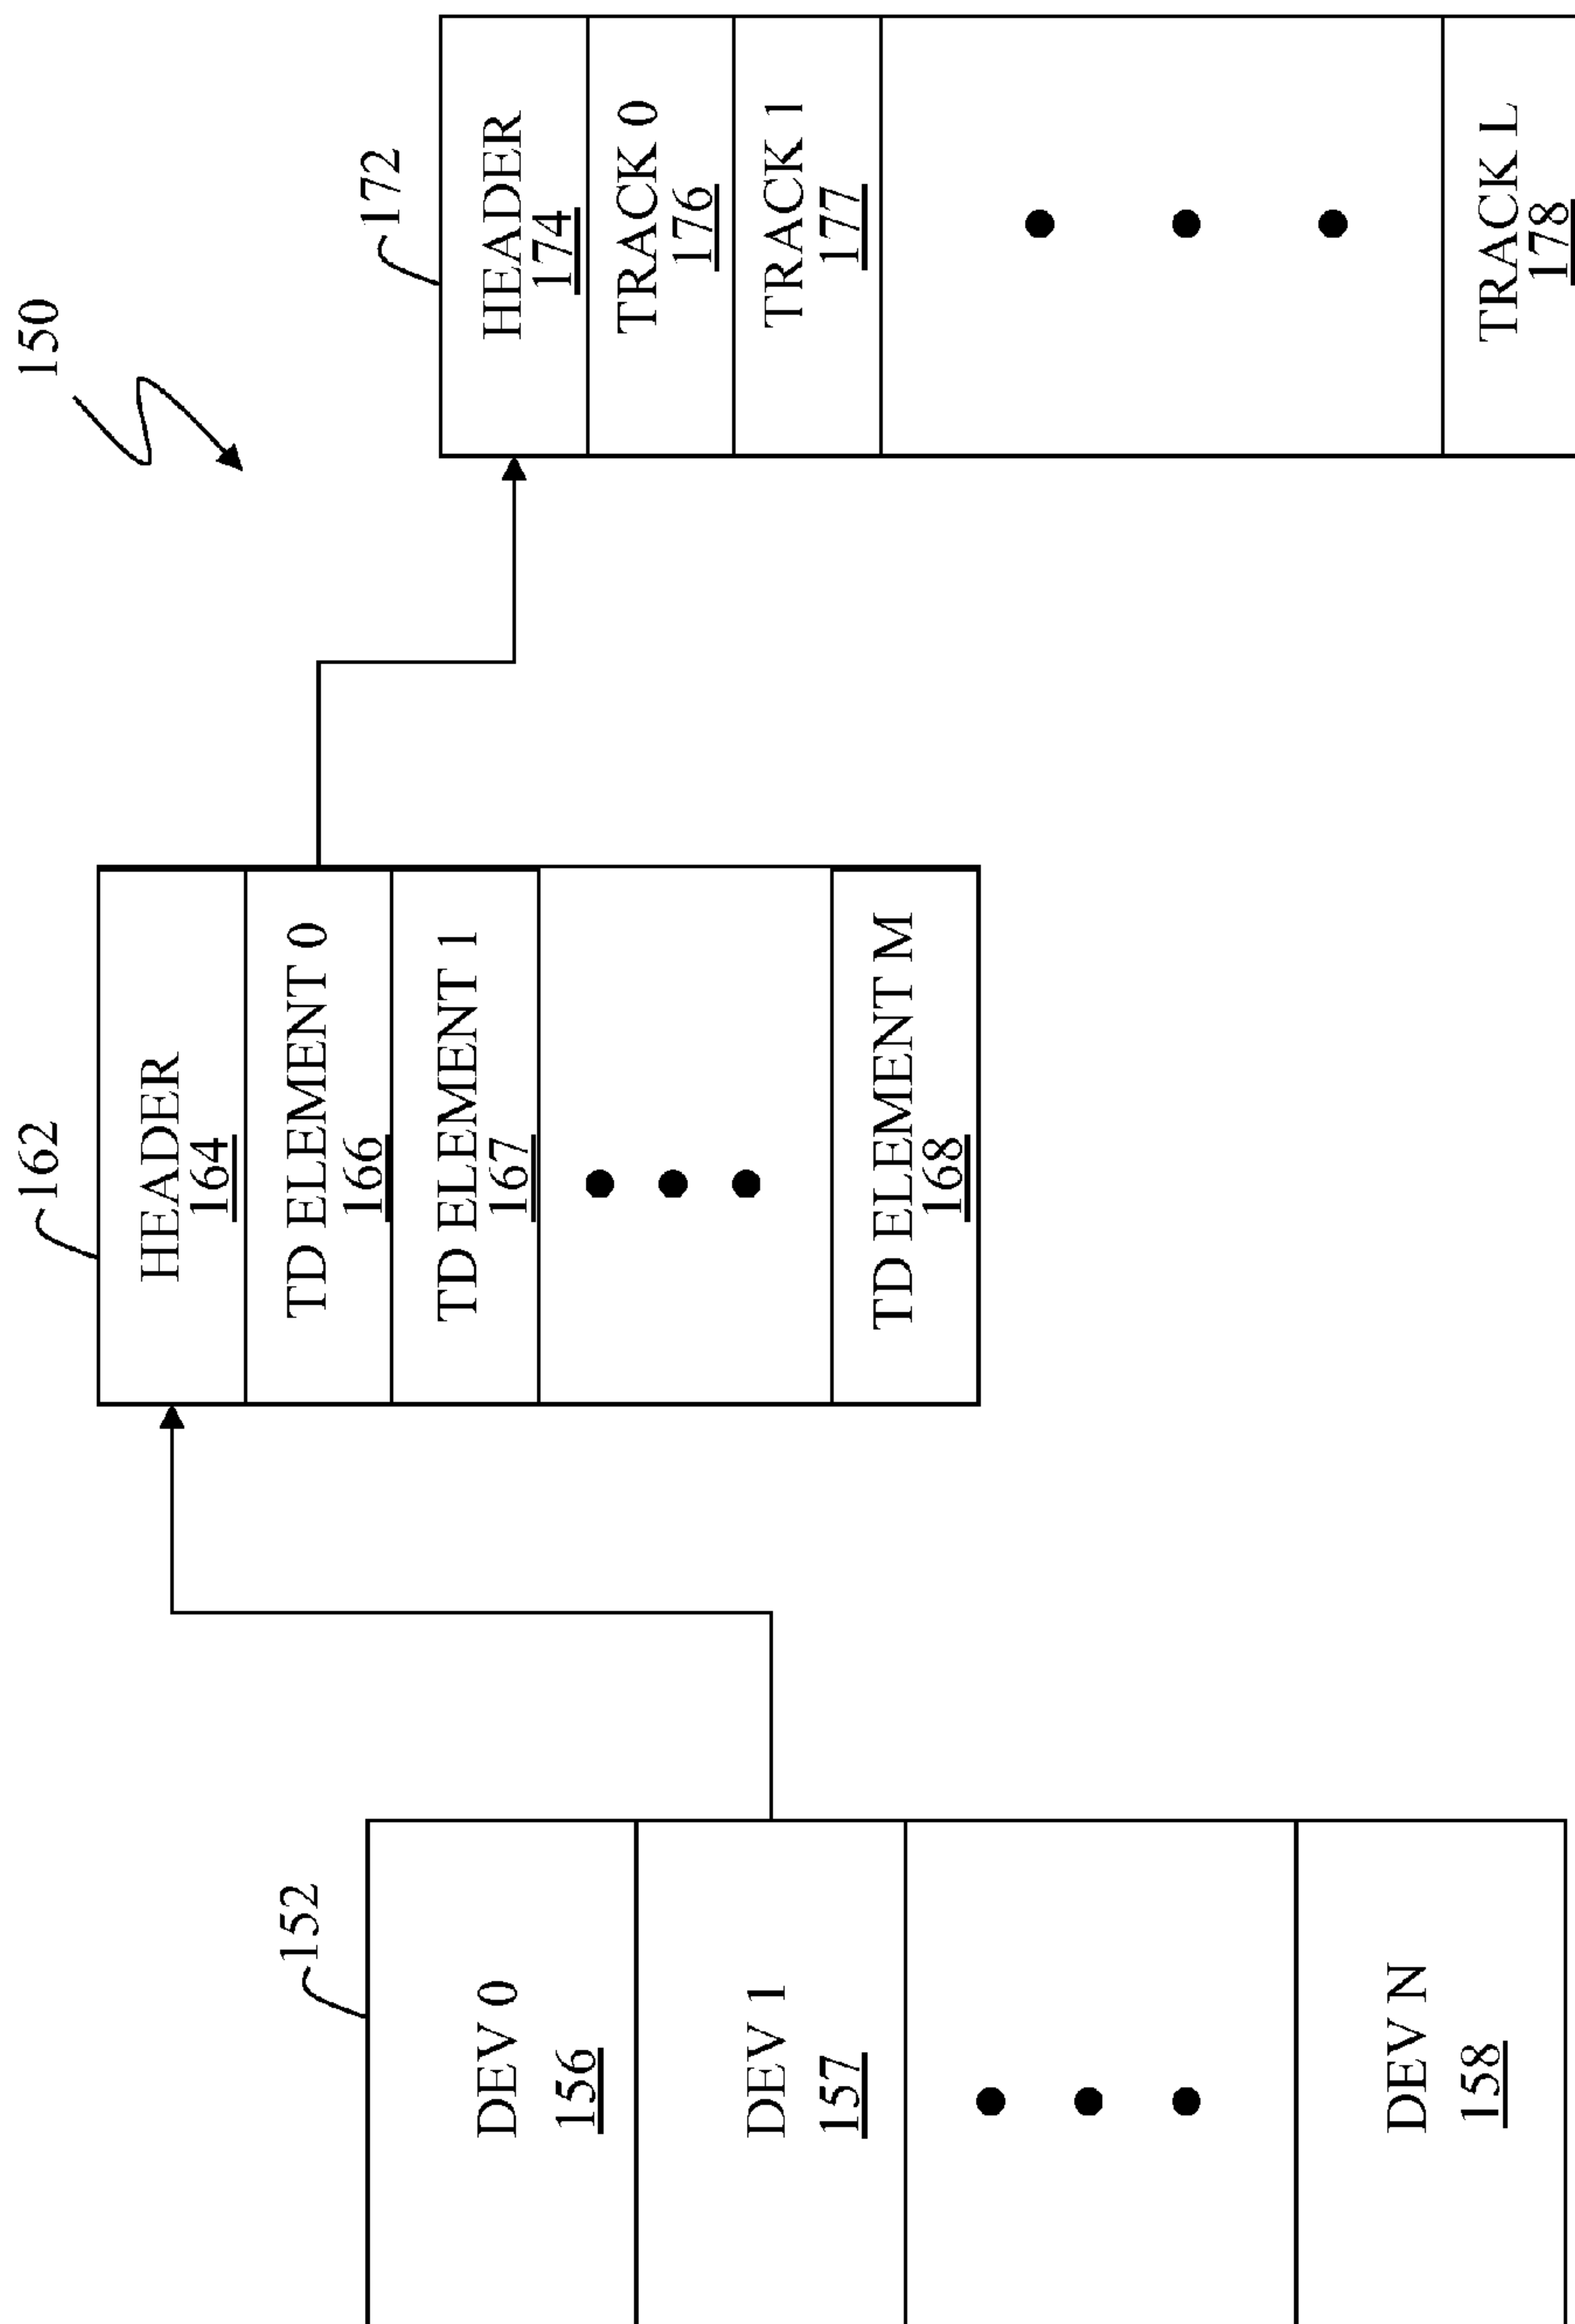 150
152
DEV 0
156
DEV 1
157
DEV N
158
162
HEADER
164
TD ELEMENT 0
166
TD ELEMENT 1
167
TD ELEMENT M
168
172
HEADER
174
TRACK 0
176
TRACK 1
177
TRACK L
178